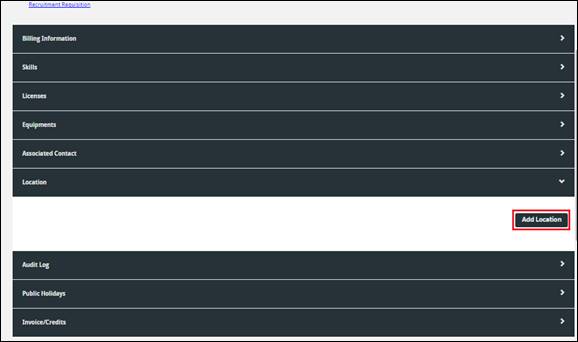 Recruitment Requisition
Billing Information
Skills
Licenses
Equipments
Associated Contact
Location
Add Location
Audit Log
Public Holidays
Invoice/Credits